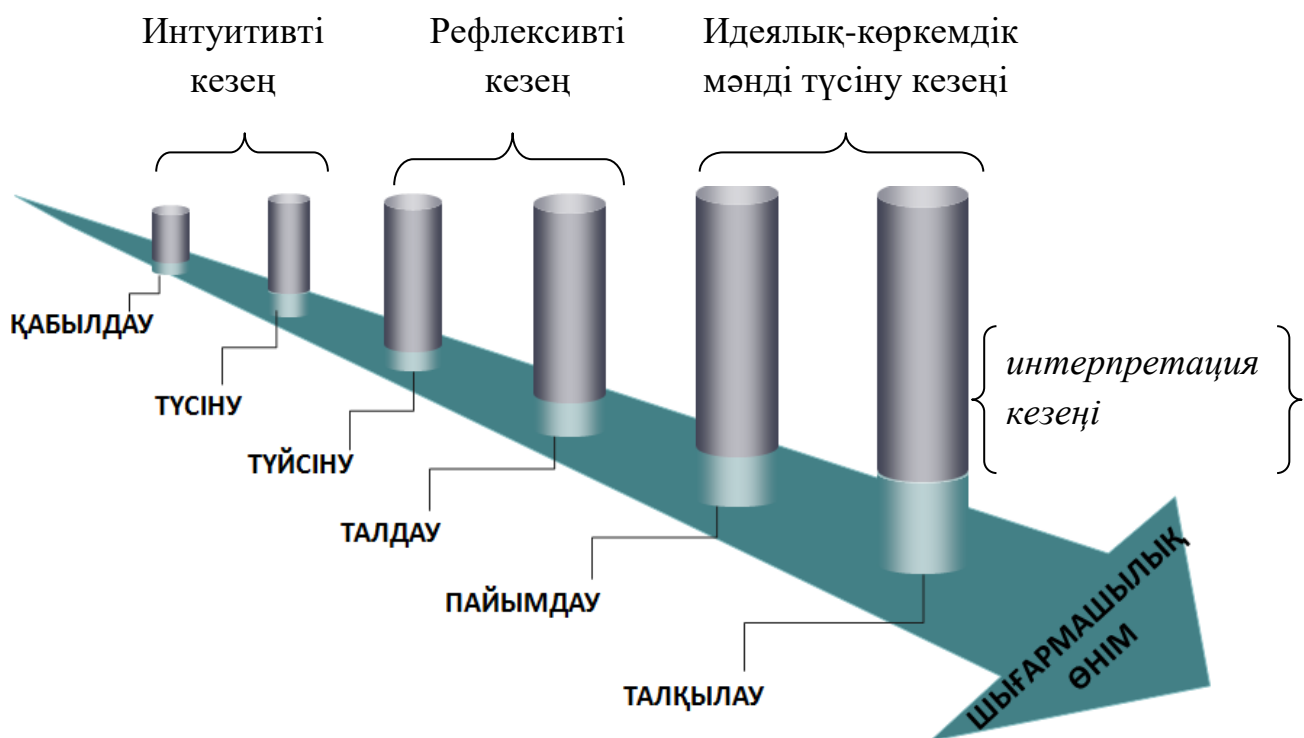 Интуитивті
кезең
Рефлексивті
кезең
Идеялық-көркемдік
мәнді түсіну кезеңі
ҚАБЫЛДАУ
ТҮСІНУ
ТҮЙСІНУ
ТАЛДАУ
ПАЙЫМДАУ
ТАЛҚЫЛАУ
интерпретация
кезеңі
ШЫҒАРМАШЫЛЫҚ
ӨНІМ